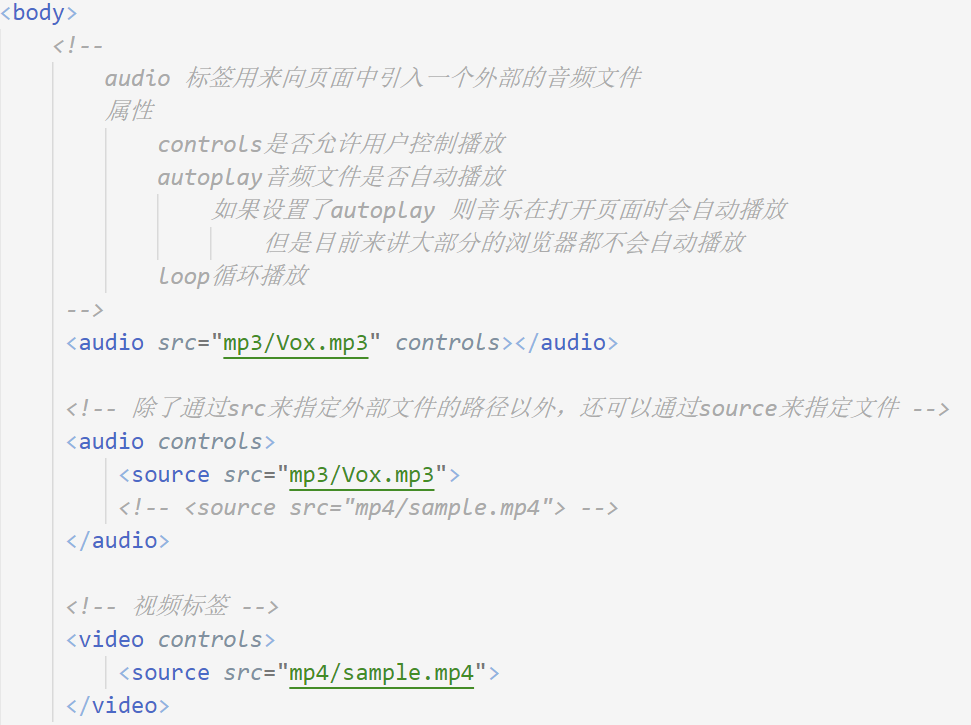 <body>
<!--
audio 标签用来向页面中引入一个外部的音频文件
属性
controls是否允许用户控制播放
autoplay音频文件是否自动播放
如果设置了autoplay 则音乐在打开页面时会自动播放
但是目前来讲大部分的浏览器都不会自动播放
loop循环播放
-->
<audio src="mp3/Vox.mp3" controls></audio>
<!-- 除了通过src来指定外部文件的路径以外，还可以通过source来指定文件 -->
<audio controls>
<source src="mp3/Vox.mp3">
<!-- <source src="mp4/sample.mp4"> -->
</audio>
<!-- 视频标签 -->
<video controls>
<source src="mp4/sample.mp4">
</video>